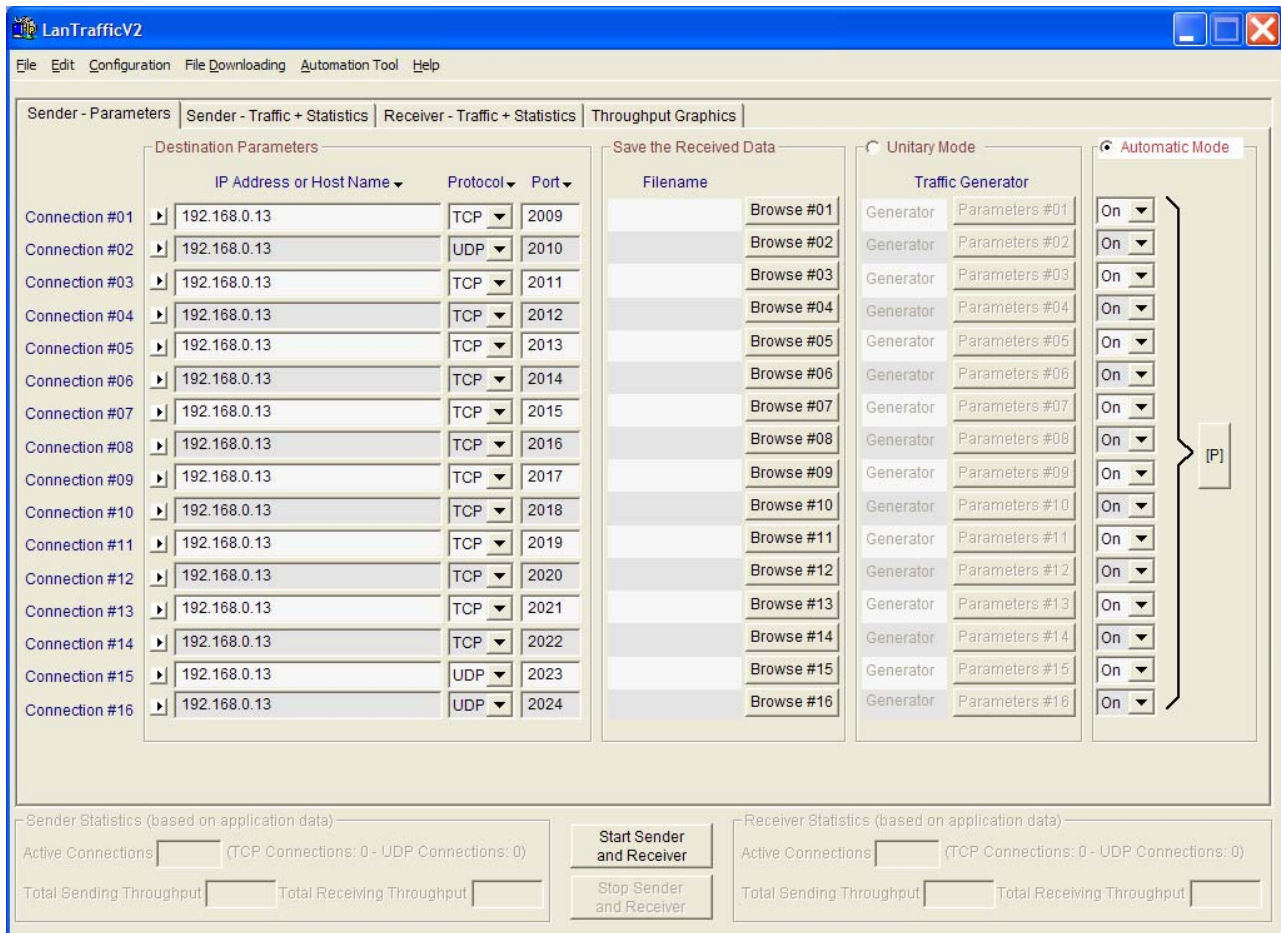 LanTrafficV2
File Edit Configuration File Downloading Automation Tool Help
Sender - Parameters Sender - Traffic + Statistics Receiver - Traffic + Statistics Throughput Graphics
Destination Parameters Save the Received Data Unitary Mode Automatic Mode
IP Address or Host Name Protocol Port Filename Traffic Generator
Connection #01 192.168.0.13 TCP 2009 Browse #01 Generator Parameters #01 On
Connection #02 192.168.0.13 UDP 2010 Browse #02 Generator Parameters #02 On
Connection #03 192.168.0.13 TCP 2011 Browse #03 Generator Parameters #03 On
Connection #04 192.168.0.13 TCP 2012 Browse #04 Generator Parameters #04 On
Connection #05 192.168.0.13 TCP 2013 Browse #05 Generator Parameters #05 On
Connection #06 192.168.0.13 TCP 2014 Browse #06 Generator Parameters #06 On
Connection #07 192.168.0.13 TCP 2015 Browse #07 Generator Parameters #07 On
Connection #08 192.168.0.13 TCP 2016 Browse #08 Generator Parameters #08 On
[P]
Connection #09 192.168.0.13 TCP 2017 Browse #09 Generator Parameters #09 On
Connection #10 192.168.0.13 TCP 2018 Browse #10 Generator Parameters #10 On
Connection #11 192.168.0.13 TCP 2019 Browse #11 Generator Parameters #11 On
Connection #12 192.168.0.13 TCP 2020 Browse #12 Generator Parameters #12 On
Connection #13 192.168.0.13 TCP 2021 Browse #13 Generator Parameters #13 On
Connection #14 192.168.0.13 TCP 2022 Browse #14 Generator Parameters #14 On
Connection #15 192.168.0.13 UDP 2023 Browse #15 Generator Parameters #15 On
Connection #16 192.168.0.13 UDP 2024 Browse #16 Generator Parameters #16 On
Sender Statistics (based on application data)
Active Connections (TCP Connections: 0 - UDP Connections: 0)
Total Sending Throughput Total Receiving Throughput
Start Sender
and Receiver
Stop Sender
and Receiver
Receiver Statistics (based on application data)
Active Connections (TCP Connections: 0 - UDP Connections: 0)
Total Sending Throughput Total Receiving Throughput